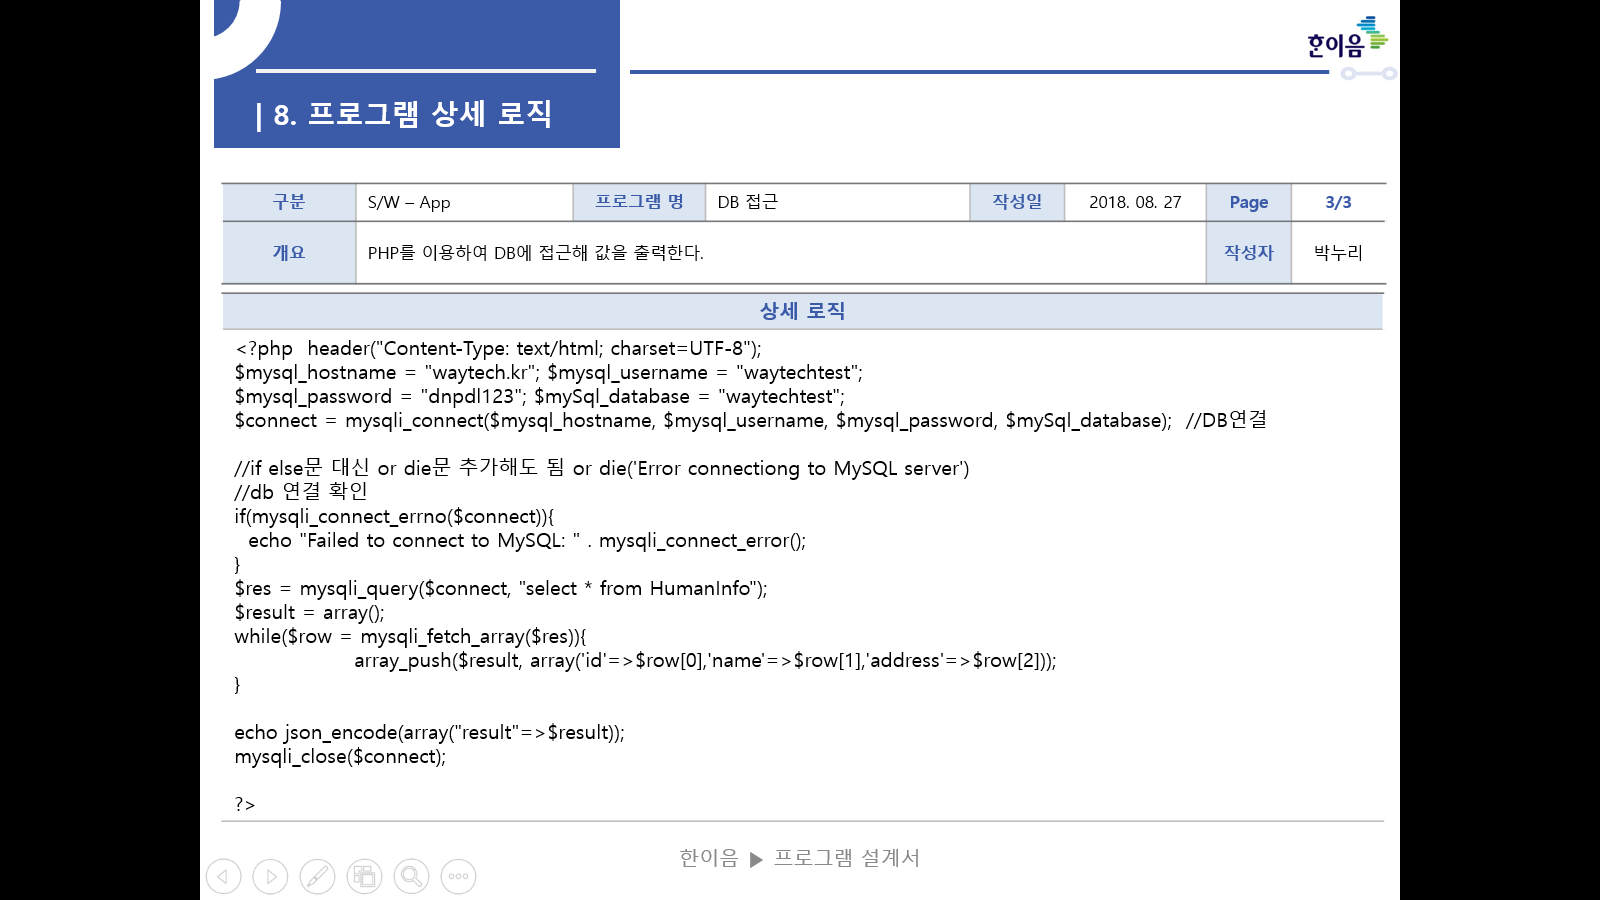 한이음
| 8. 프로그램 상세 로직
구분 S/W – App 프로그램 명 DB 접근 작성일 2018. 08. 27 Page 3/3
개요 PHP를 이용하여 DB에 접근해 값을 출력한다. 작성자 박누리
상세 로직
<?php  header("Content-Type: text/html; charset=UTF-8");
$mysql_hostname = "waytech.kr"; $mysql_username = "waytechtest";
$mysql_password = "dnpdl123"; $mySql_database = "waytechtest";
$connect = mysqli_connect($mysql_hostname, $mysql_username, $mysql_password, $mySql_database);  //DB연결
//if else문 대신 or die문 추가해도 됨 or die('Error connectiong to MySQL server')
//db 연결 확인
if(mysqli_connect_errno($connect)){
  echo "Failed to connect to MySQL: " . mysqli_connect_error();
}
$res = mysqli_query($connect, "select * from HumanInfo");
$result = array();
while($row = mysqli_fetch_array($res)){
array_push($result, array('id'=>$row[0],'name'=>$row[1],'address'=>$row[2]));
}
echo json_encode(array("result"=>$result));
mysqli_close($connect);
?>
한이음 ▶ 프로그램 설계서